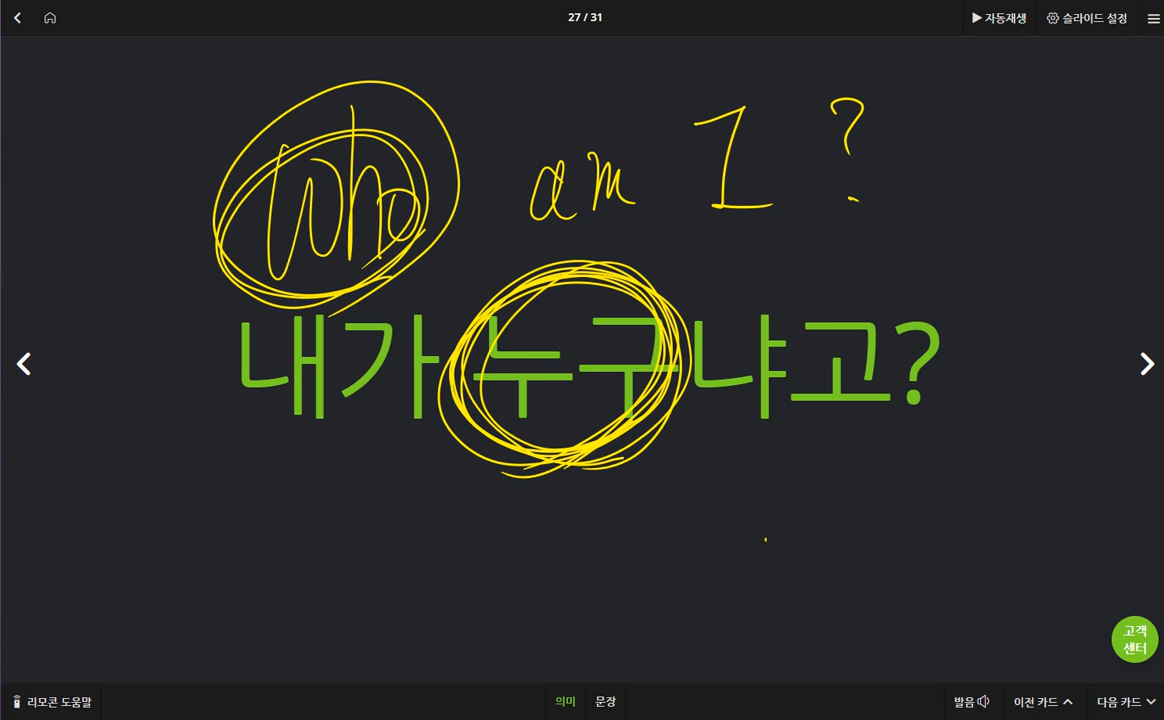 27 / 31
자동재생
슬라이드 설정
Who am I ?
내가 누구냐고?
고객
센터
리모콘 도움말
의미
문장
발음
이전 카드
다음 카드